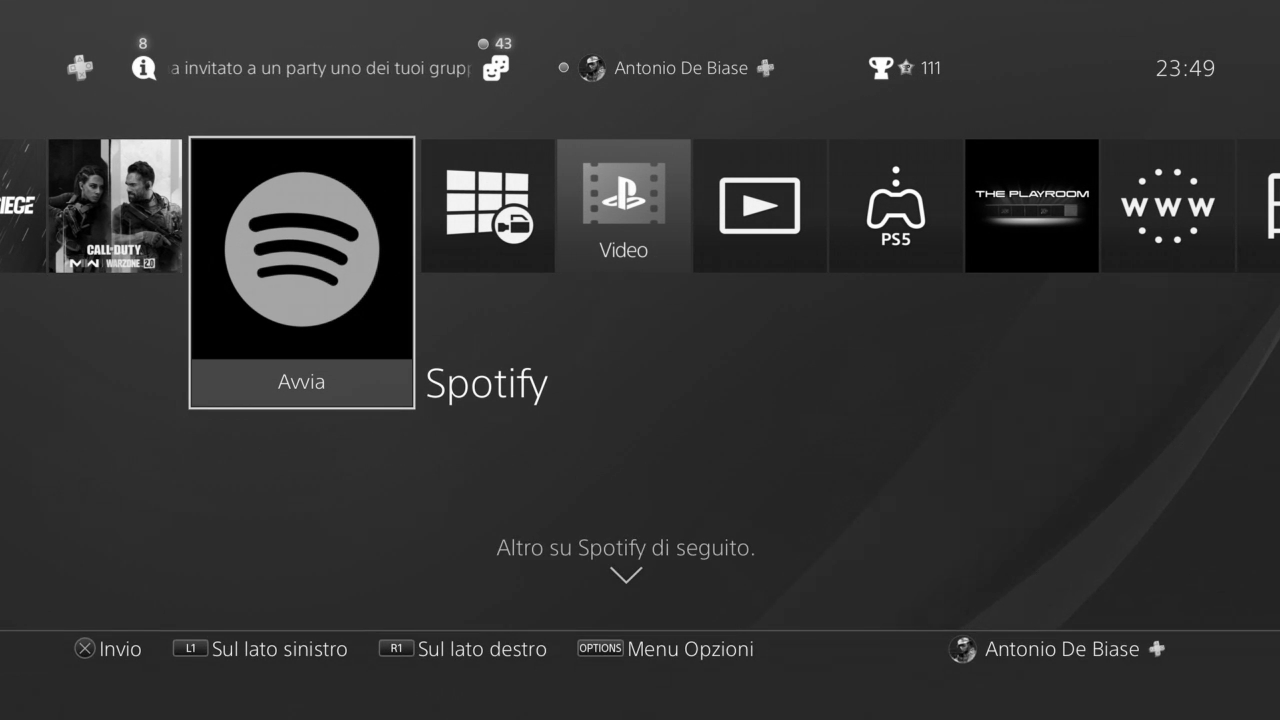 8
a invitato a un party uno dei tuoi grupp
43
Antonio De Biase
111
23:49
IEGE
CALL OF DUTY
MW WARZONE 2.0
Video
PS5
THE PLAYROOM
www
Avvia
Spotify
Altro su Spotify di seguito.
Invio
L1 Sul lato sinistro
R1 Sul lato destro
OPTIONS Menu Opzioni
Antonio De Biase